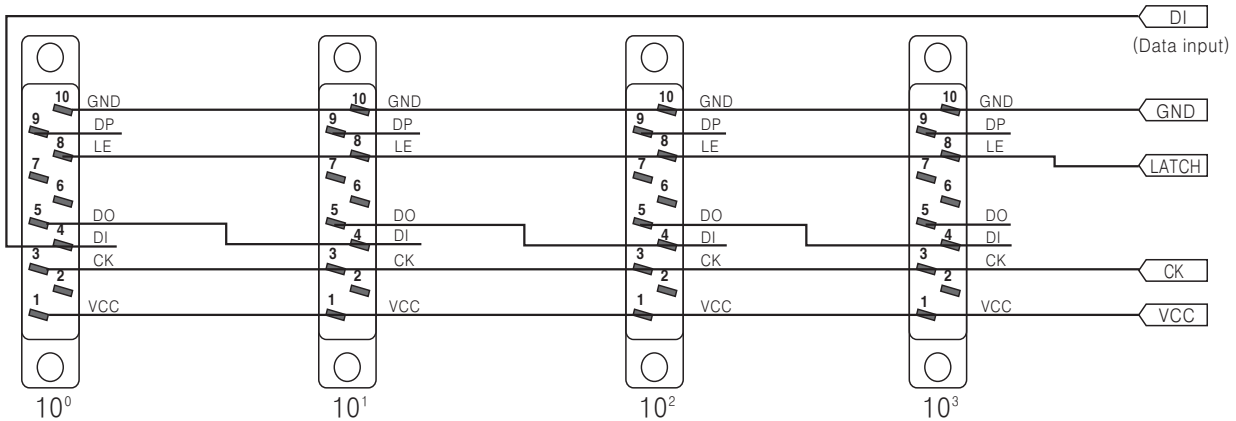 DI
(Data input)
10 GND 10 GND 10 GND 10 GND GND
9 DP 9 DP 9 DP 9 DP
8 LE 8 LE 8 LE 8 LE LATCH
7 7 7 7
6 6 6 6
5 DO 5 DO 5 DO 5 DO
4 DI 4 DI 4 DI 4 DI
3 CK 3 CK 3 CK 3 CK CK
2 2 2 2
1 VCC 1 VCC 1 VCC 1 VCC VCC
10⁰ 10¹ 10² 10³